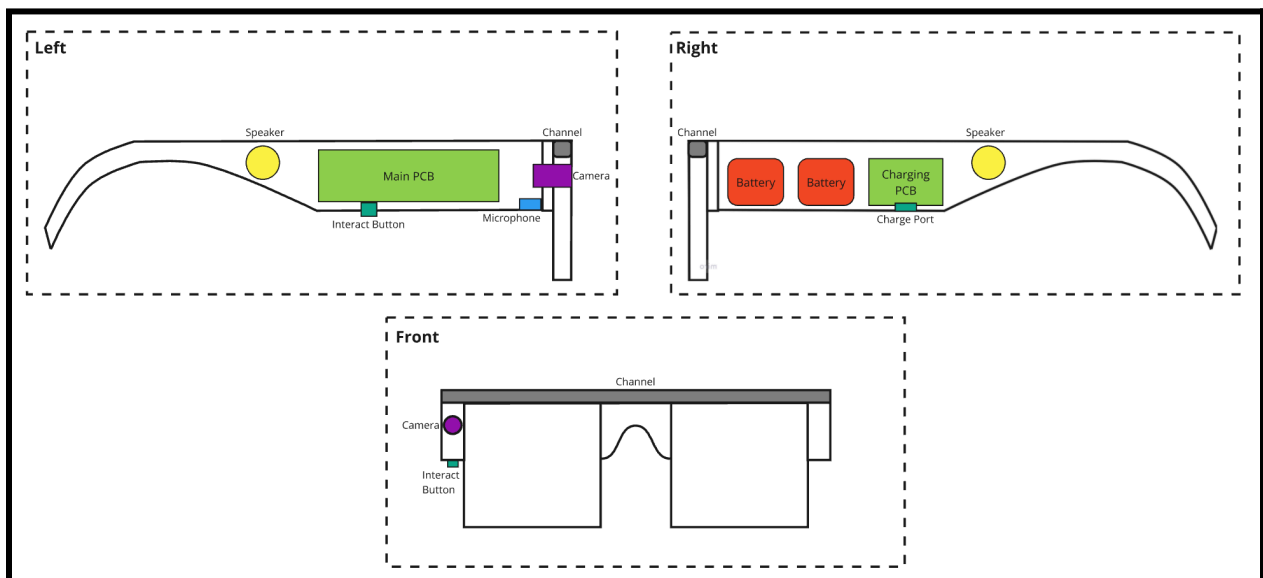 Left
Speaker
Channel
Main PCB
Camera
Microphone
Interact Button
Right
Channel
Speaker
Battery
Battery
Charging
PCB
Charge Port
Front
Channel
Camera
Interact
Button